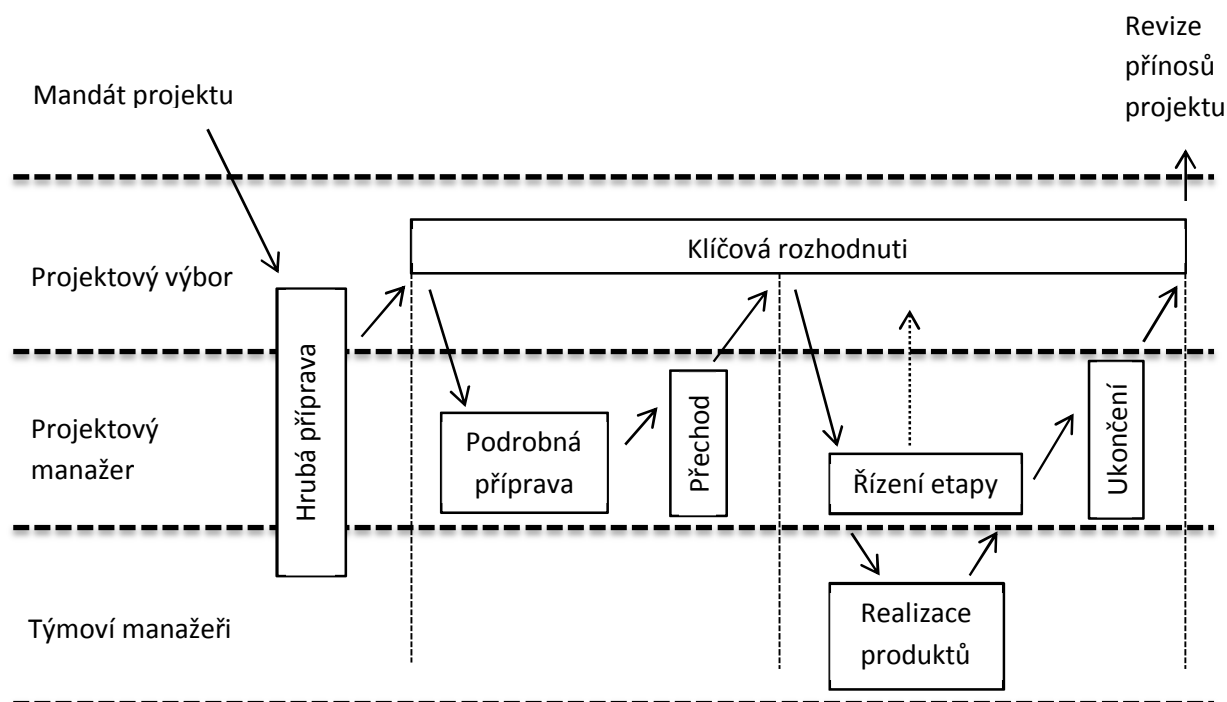 Revize
přínosů
projektu
Mandát projektu
Klíčová rozhodnuti
Projektový výbor
Hrubá příprava
Projektový
manažer
Podrobná
příprava
Přechod
Řízení etapy
Ukončení
Týmoví manažeři
Realizace
produktů